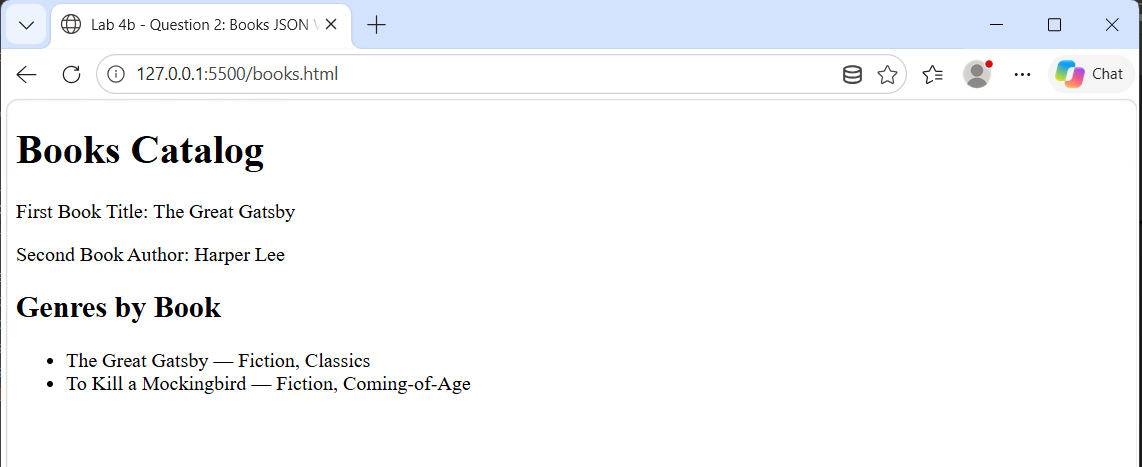 Lab 4b - Question 2: Books JSON
127.0.0.1:5500/books.html
Chat
Books Catalog
First Book Title: The Great Gatsby
Second Book Author: Harper Lee
Genres by Book
• The Great Gatsby — Fiction, Classics
• To Kill a Mockingbird — Fiction, Coming-of-Age